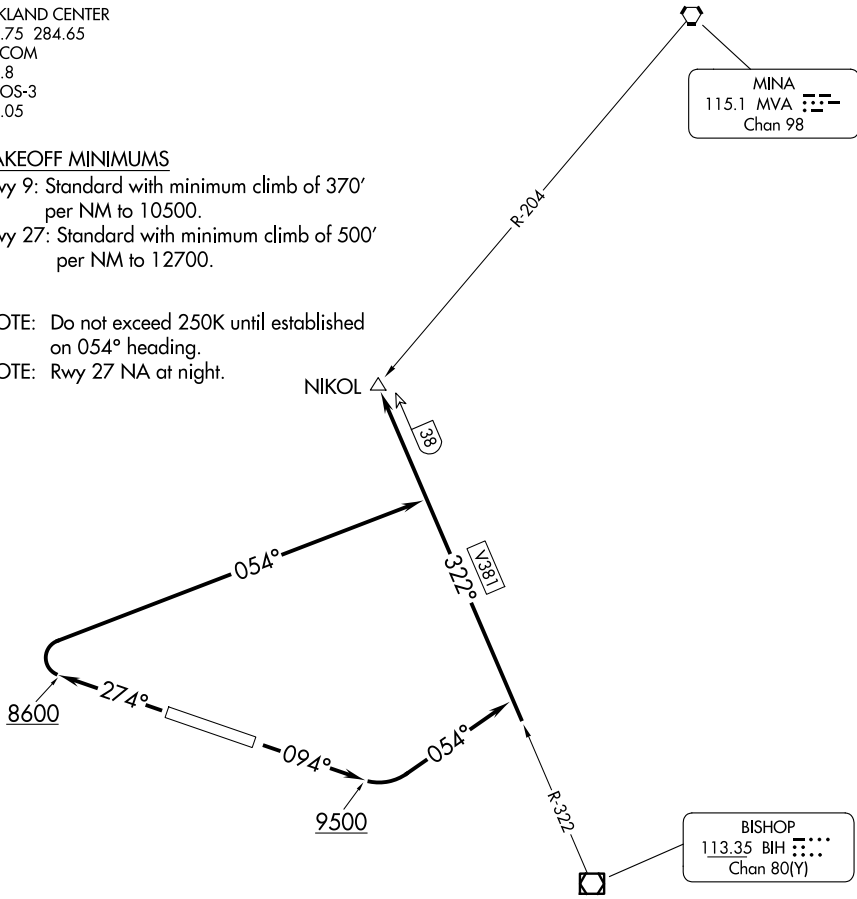 KLAND CENTER
.75 284.65
COM
.8
OS-3
.05
AKEOFF MINIMUMS
wy 9: Standard with minimum climb of 370'
per NM to 10500.
wy 27: Standard with minimum climb of 500'
per NM to 12700.
OTE: Do not exceed 250K until established
on 054° heading.
OTE: Rwy 27 NA at night.
MINA
115.1 MVA
Chan 98
R-204
NIKOL
38
V381
322°
054°
274°
8600
094°
054°
9500
R-322
BISHOP
113.35 BIH
Chan 80(Y)